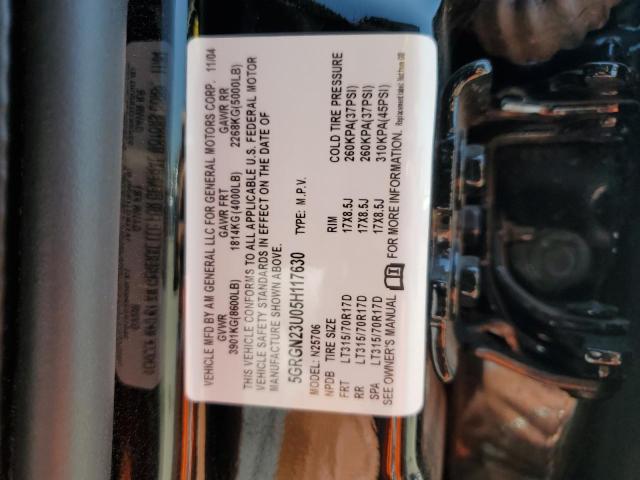 VEHICLE MFD BY AM GENERAL LLC FOR GENERAL MOTORS CORP. 11/04
GVWR GAWR FRT GAWR RR
3901KG(8600LB) 1814KG(4000LB) 2268KG(5000LB)
THIS VEHICLE CONFORMS TO ALL APPLICABLE U.S. FEDERAL MOTOR
VEHICLE SAFETY STANDARDS IN EFFECT ON THE DATE OF
MANUFACTURE SHOWN ABOVE.
5GRGN23U05H117630 TYPE: M.P.V.
MODEL: N25706
NPDB TIRE SIZE RIM COLD TIRE PRESSURE
FRT LT315/70R17D 17X8.5J 260KPA(37PSI)
RR LT315/70R17D 17X8.5J 260KPA(37PSI)
SPA LT315/70R17D 17X8.5J 310KPA(45PSI)
SEE OWNER'S MANUAL FOR MORE INFORMATION. Replacement label